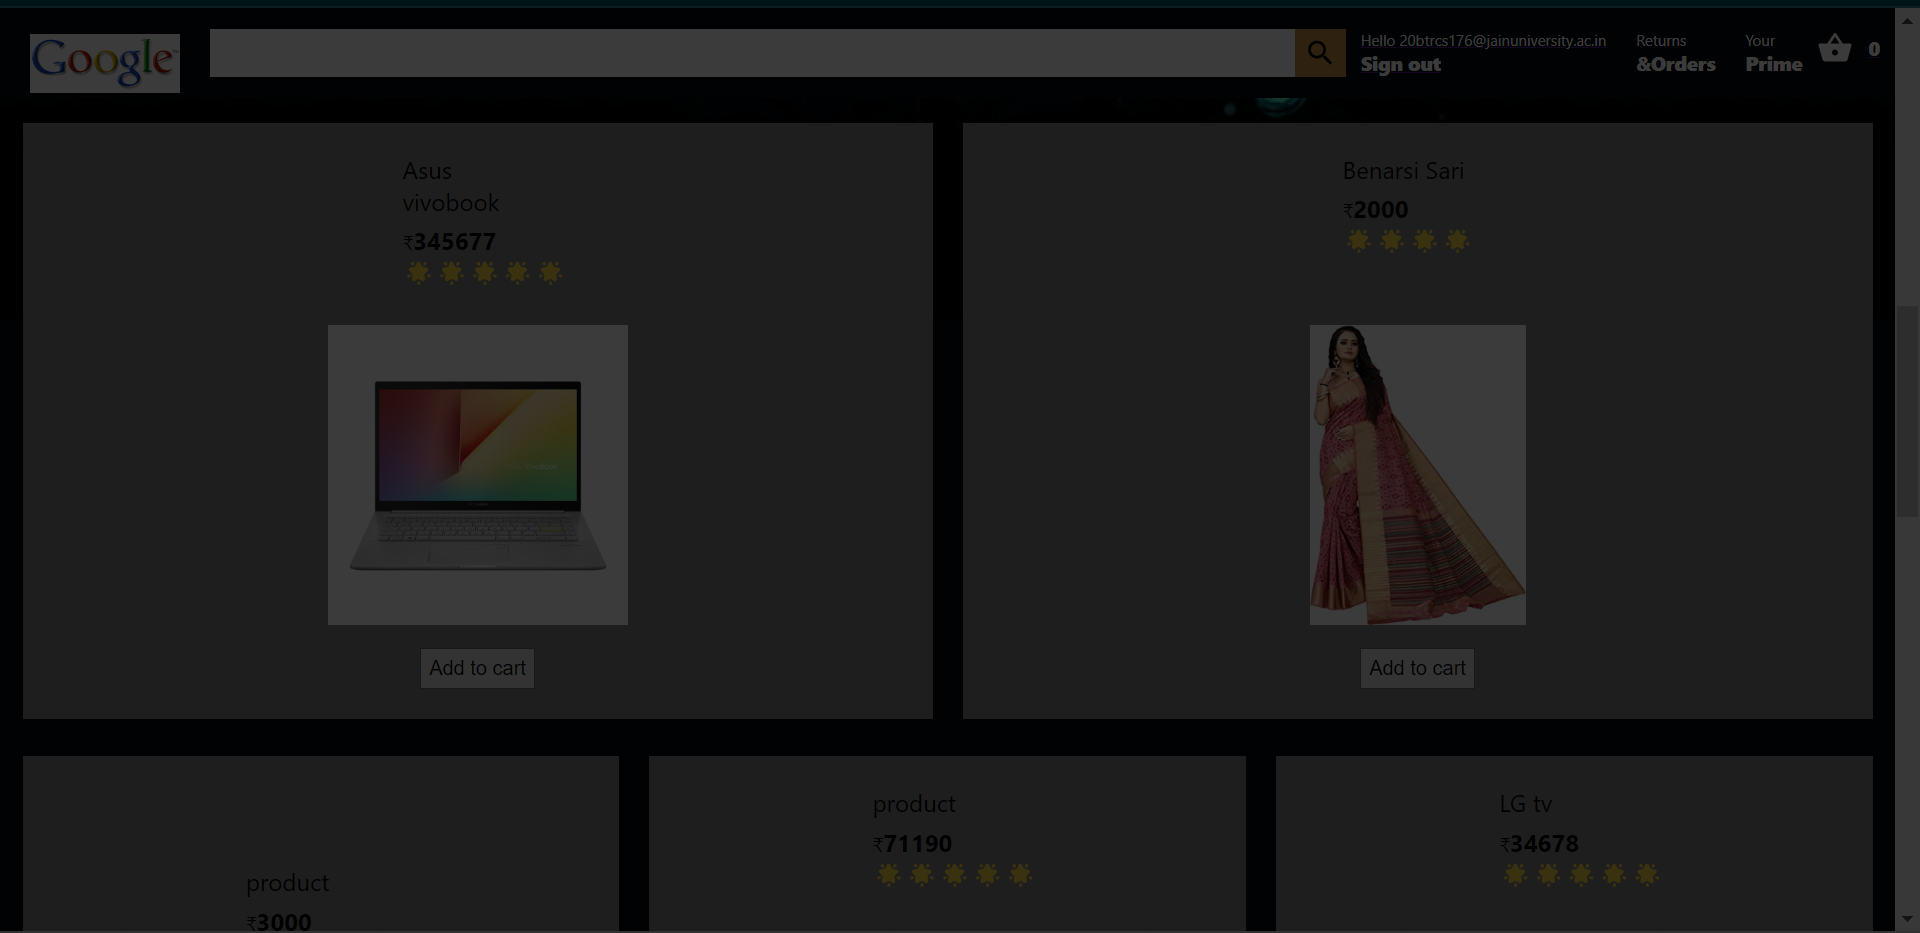 Google
Hello 20btrcs176@jainuniversity.ac.in
Sign out
Returns
&Orders
Your
Prime
0
Asus
vivobook
₹345677
Benarsi Sari
₹2000
Add to cart
Add to cart
product
₹3000
product
₹71190
LG tv
₹34678